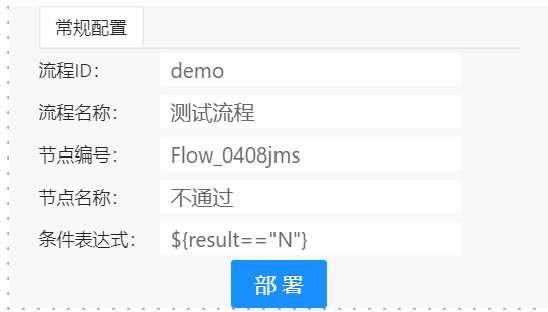 常规配置
流程ID： demo
流程名称： 测试流程
节点编号： Flow_0408jms
节点名称： 不通过
条件表达式： ${result=="N"}
部 署